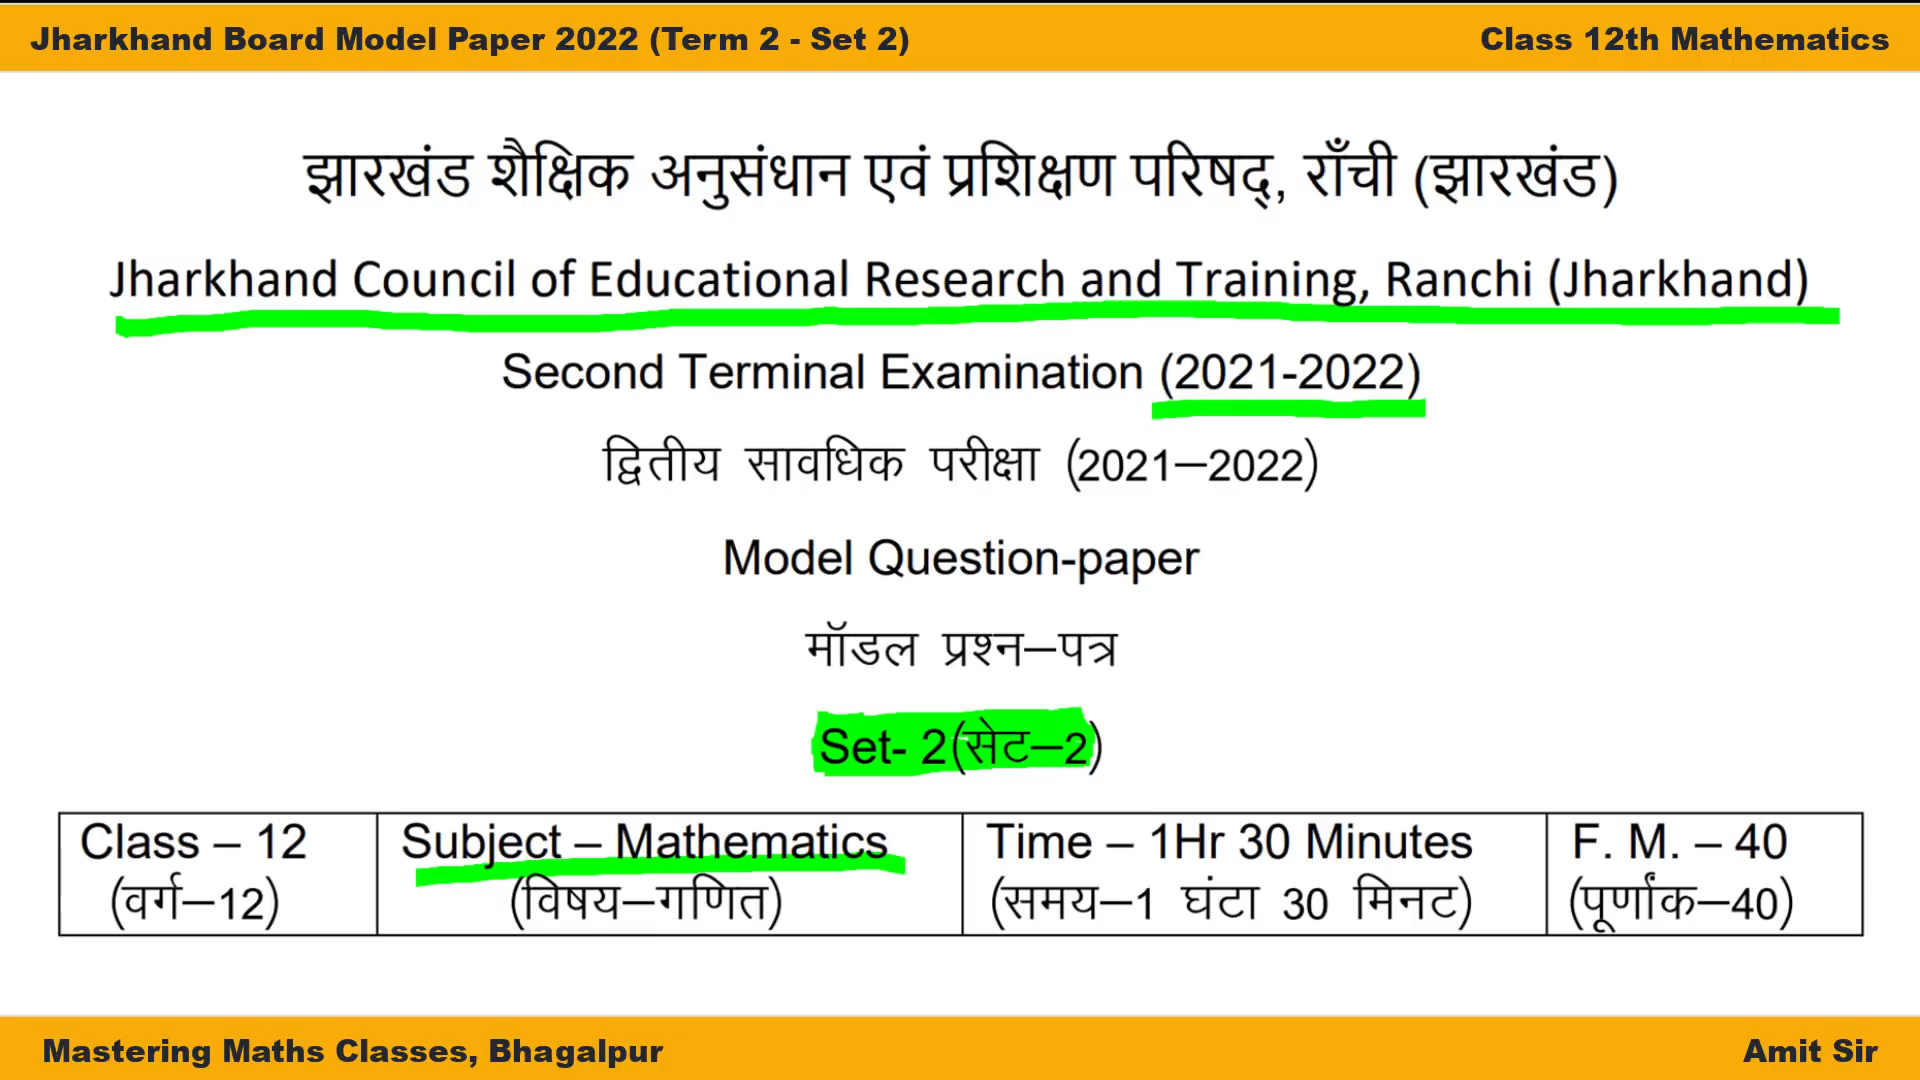 Jharkhand Board Model Paper 2022 (Term 2 - Set 2) Class 12th Mathematics
झारखंड शैक्षिक अनुसंधान एवं प्रशिक्षण परिषद्, राँची (झारखंड)
Jharkhand Council of Educational Research and Training, Ranchi (Jharkhand)
Second Terminal Examination (2021-2022)
द्वितीय सावधिक परीक्षा (2021–2022)
Model Question-paper
मॉडल प्रश्न–पत्र
Set- 2(सेट–2)
Class – 12 Subject – Mathematics Time – 1Hr 30 Minutes F. M. – 40
(वर्ग–12) (विषय–गणित) (समय–1 घंटा 30 मिनट) (पूर्णांक–40)
Mastering Maths Classes, Bhagalpur Amit Sir